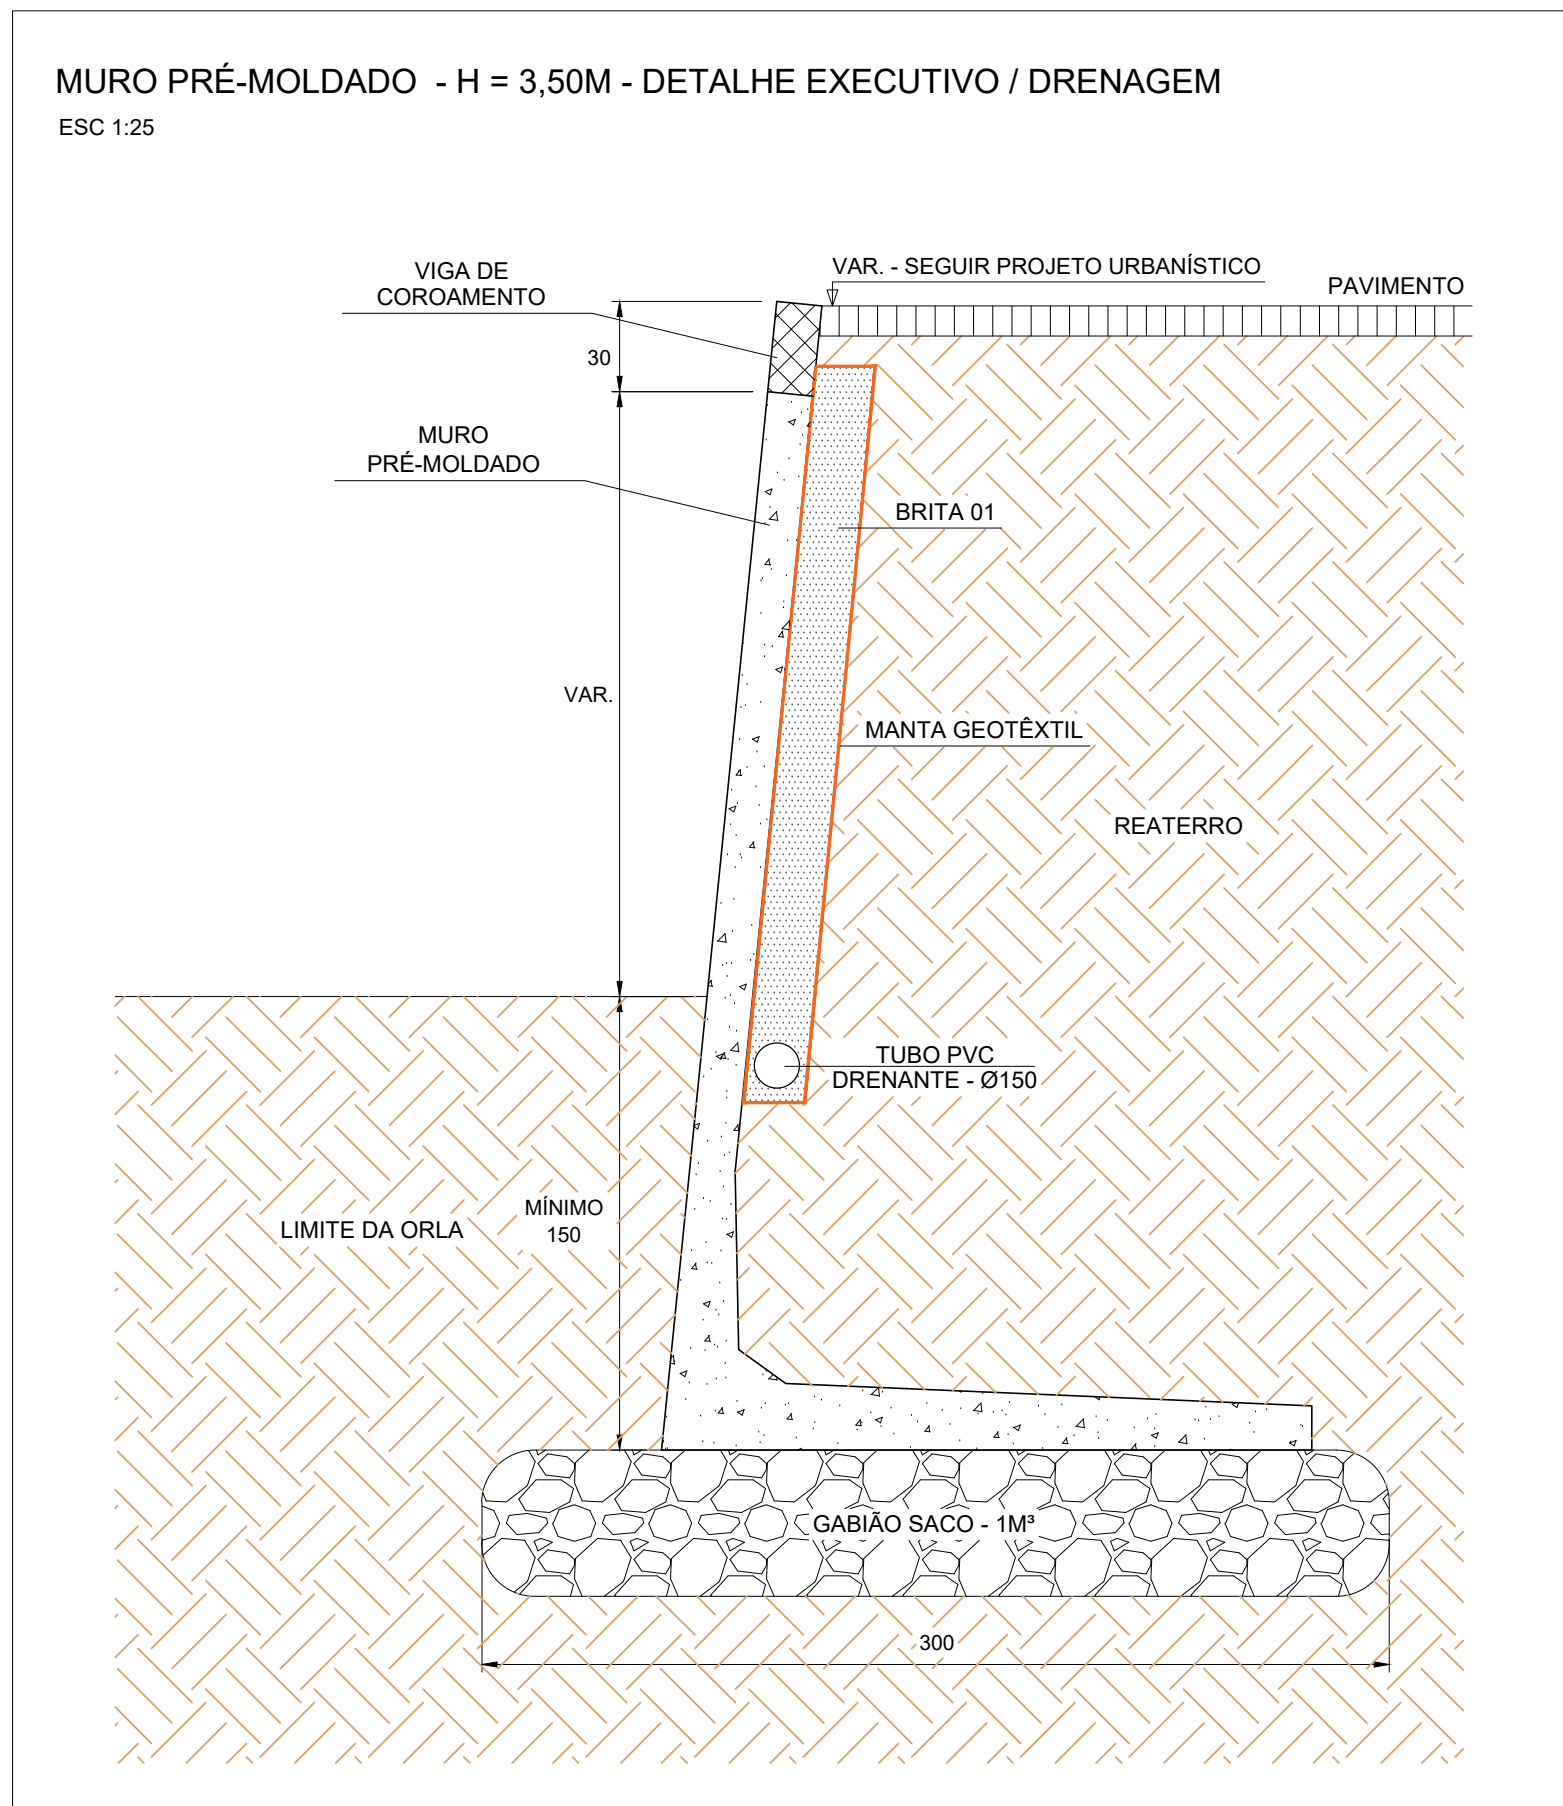 MURO PRÉ-MOLDADO - H = 3,50M - DETALHE EXECUTIVO / DRENAGEM
ESC 1:25
VIGA DE
COROAMENTO
VAR. - SEGUIR PROJETO URBANÍSTICO
PAVIMENTO
30
MURO
PRÉ-MOLDADO
BRITA 01
VAR.
MANTA GEOTÊXTIL
REATERRO
TUBO PVC
DRENANTE - Ø150
MÍNIMO
150
LIMITE DA ORLA
GABIÃO SACO - 1M³
300